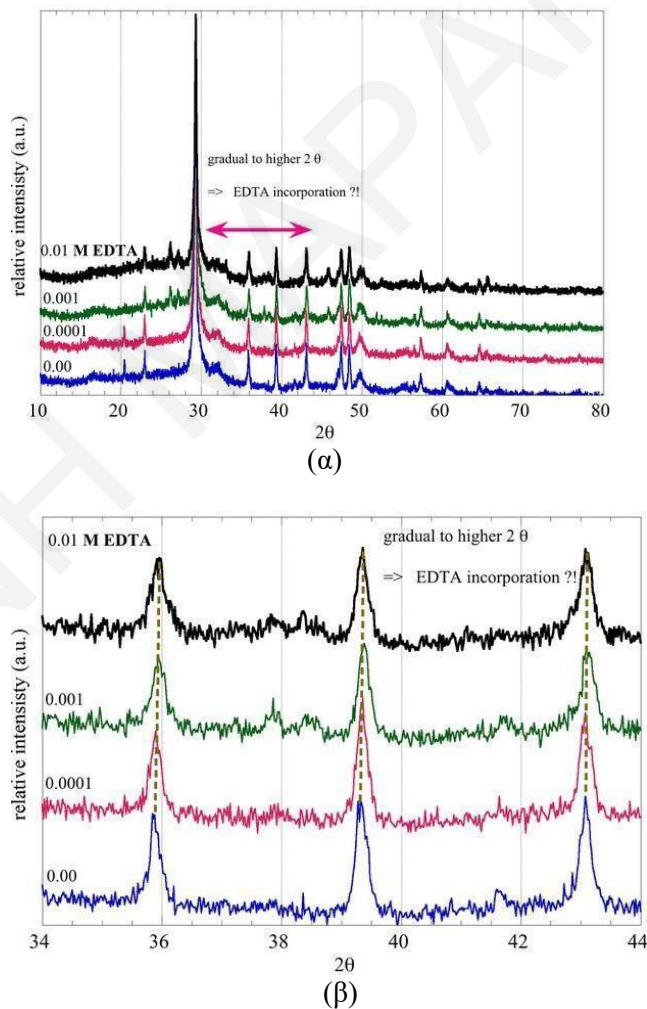 relative intensisty (a.u.)
gradual to higher 2 θ
=> EDTA incorporation ?!
0.01 M EDTA
0.001
0.0001
0.00
10 20 30 40 50 60 70 80
2θ
(α)
0.01 M EDTA
gradual to higher 2 θ
=> EDTA incorporation ?!
relative intensisty (a.u.)
0.001
0.0001
0.00
34 36 38 40 42 44
2θ
(β)